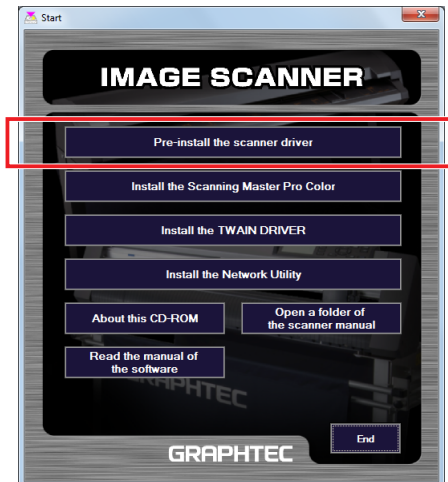 Start
IMAGE SCANNER
Pre-install the scanner driver
Install the Scanning Master Pro Color
Install the TWAIN DRIVER
Install the Network Utility
About this CD-ROM
Open a folder of
the scanner manual
Read the manual of
the software
GRAPHTEC
End
GRAPHTEC